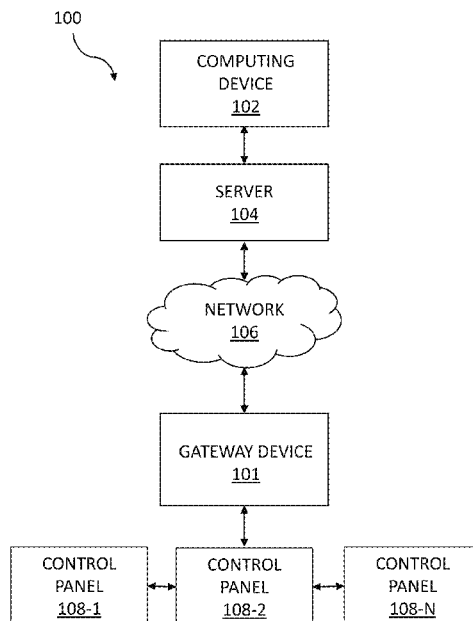 100
COMPUTING
DEVICE
102
SERVER
104
NETWORK
106
GATEWAY DEVICE
101
CONTROL
PANEL
108-1
CONTROL
PANEL
108-2
CONTROL
PANEL
108-N